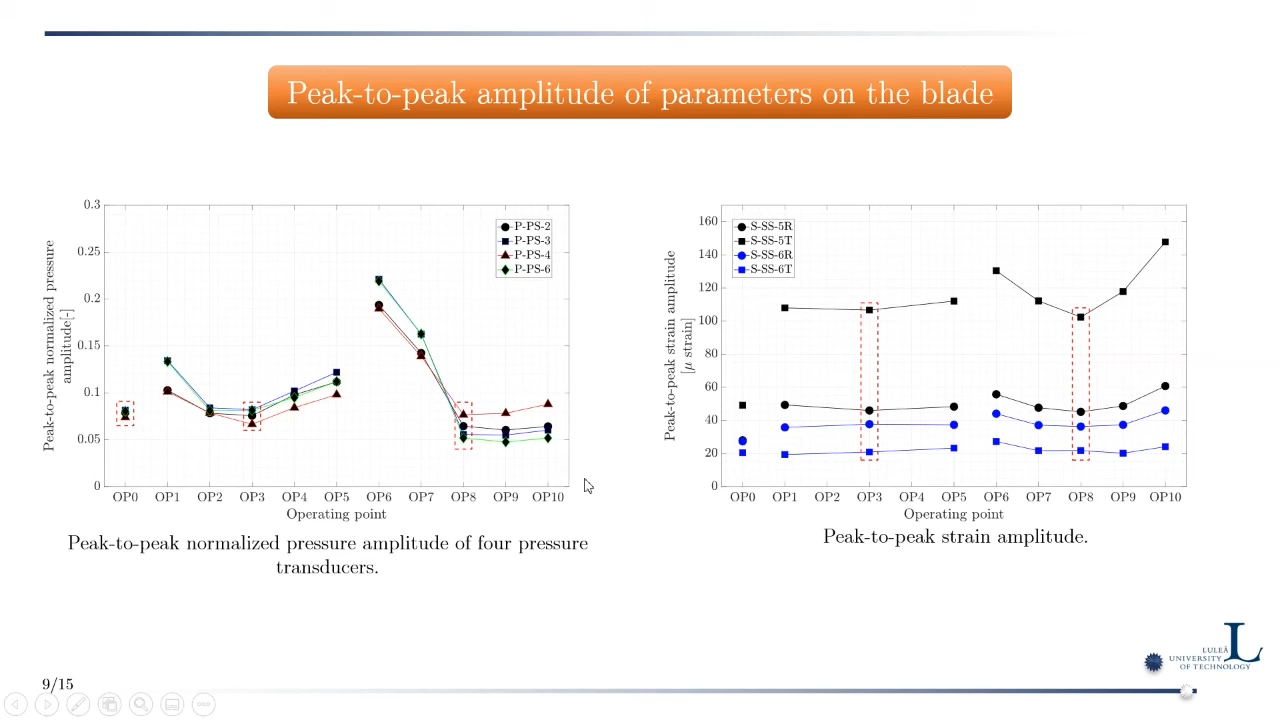 Peak-to-peak amplitude of parameters on the blade
Peak-to-peak normalized pressure
amplitude[-]
0.3
0.25
0.2
0.15
0.1
0.05
0
P-PS-2
P-PS-3
P-PS-4
P-PS-6
OP0 OP1 OP2 OP3 OP4 OP5 OP6 OP7 OP8 OP9 OP10
Operating point
Peak-to-peak normalized pressure amplitude of four pressure
transducers.
Peak-to-peak strain amplitude
[μ strain]
160
140
120
100
80
60
40
20
0
S-SS-5R
S-SS-5T
S-SS-6R
S-SS-6T
OP0 OP1 OP2 OP3 OP4 OP5 OP6 OP7 OP8 OP9 OP10
Operating point
Peak-to-peak strain amplitude.
9/15
LULEÅ
UNIVERSITY
OF TECHNOLOGY
L